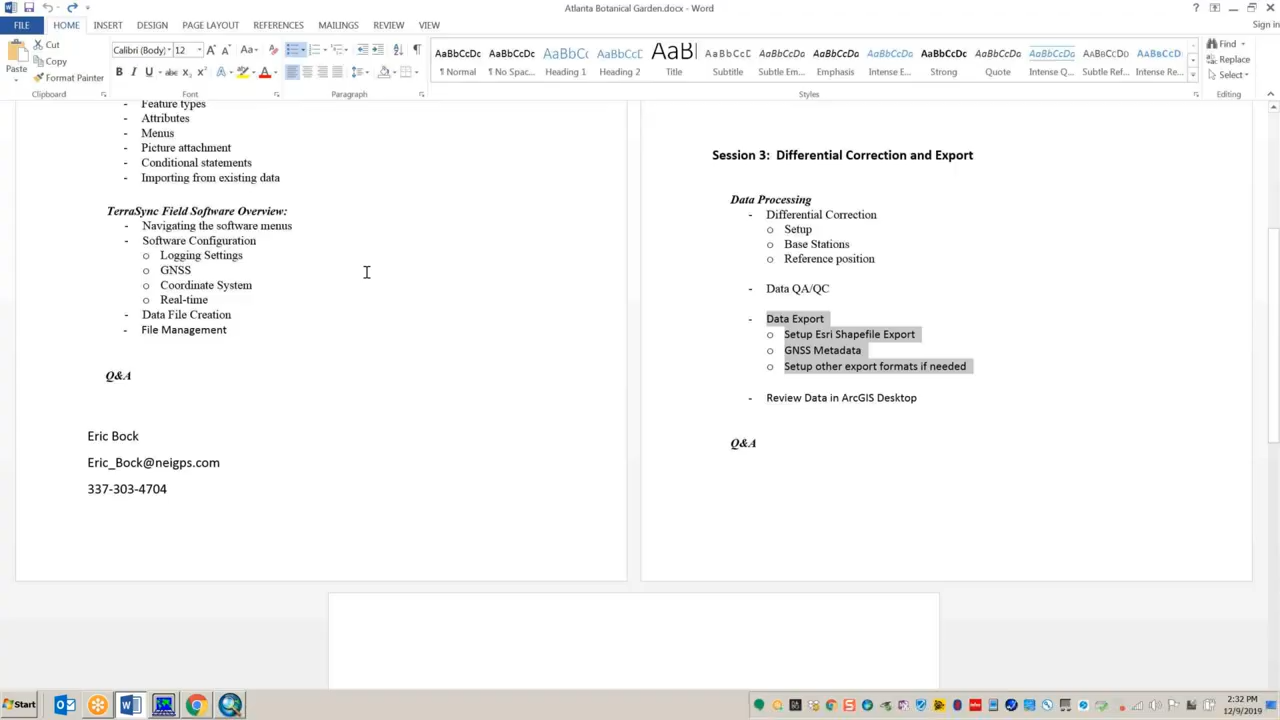 Atlanta Botanical Garden.docx - Word
?
Sign in
FILE HOME INSERT DESIGN PAGE LAYOUT REFERENCES MAILINGS REVIEW VIEW
Paste
Cut
Copy
Format Painter
Clipboard
Calibri (Body) 12
B I U abc x₂ x²
Font
Paragraph
AaBbCcDc AaBbCcDc AaBbCc AaBbCcC AaB AaBbCcC AaBbCcDc AaBbCcDc AaBbCcDc AaBbCcDc AaBbCcDc AaBbCcDc AaBbCcDc AaBbCcD
¶ Normal ¶ No Spac... Heading 1 Heading 2 Title Subtitle Subtle Em... Emphasis Intense E... Strong Quote Intense Q... Subtle Ref... Intense Re...
Styles
Find
Replace
Select
Editing
- Feature types
- Attributes
- Menus
- Picture attachment
- Conditional statements
- Importing from existing data
TerraSync Field Software Overview:
- Navigating the software menus
- Software Configuration
o Logging Settings
o GNSS
o Coordinate System
o Real-time
- Data File Creation
- File Management
Q&A
Eric Bock
Eric_Bock@neigps.com
337-303-4704
Session 3: Differential Correction and Export
Data Processing
- Differential Correction
o Setup
o Base Stations
o Reference position
- Data QA/QC
- Data Export
o Setup Esri Shapefile Export
o GNSS Metadata
o Setup other export formats if needed
- Review Data in ArcGIS Desktop
Q&A
Start
2:32 PM
12/9/2019